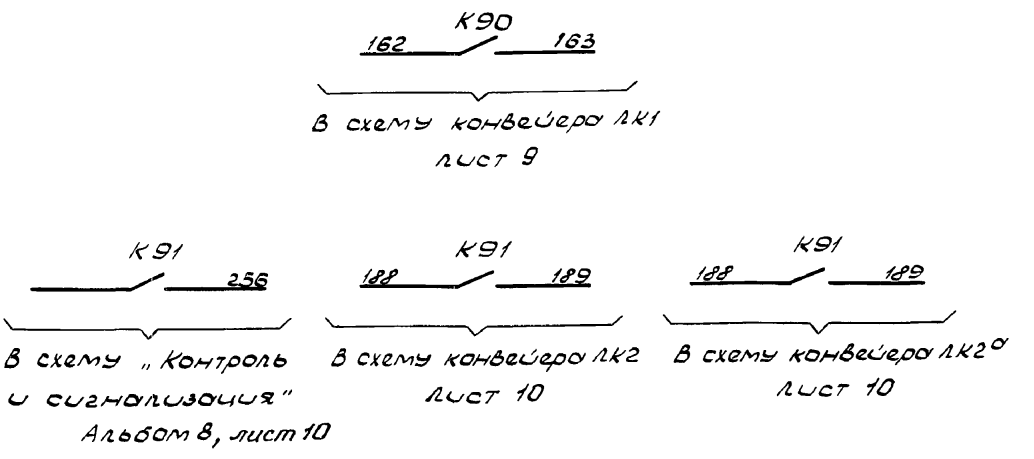 К90
162 163
В схему конвейера ЛК1
лист 9
К91
256
В схему „Контроль
и сигнализация"
Альбом 8, лист 10
К91
188 189
В схему конвейера ЛК2
лист 10
К91
188 189
В схему конвейера ЛК2а
лист 10